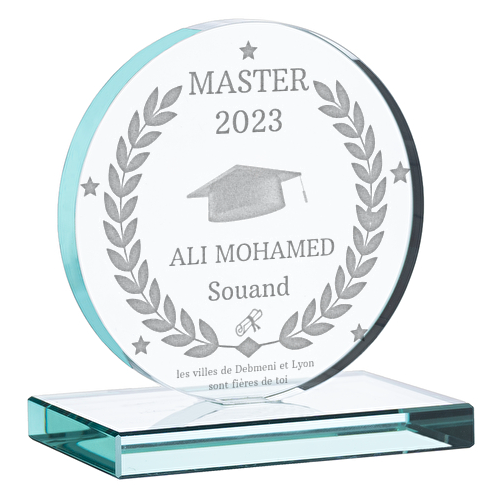 MASTER
2023
ALI MOHAMED
Souand
les villes de Debmeni et Lyon
sont fières de toi